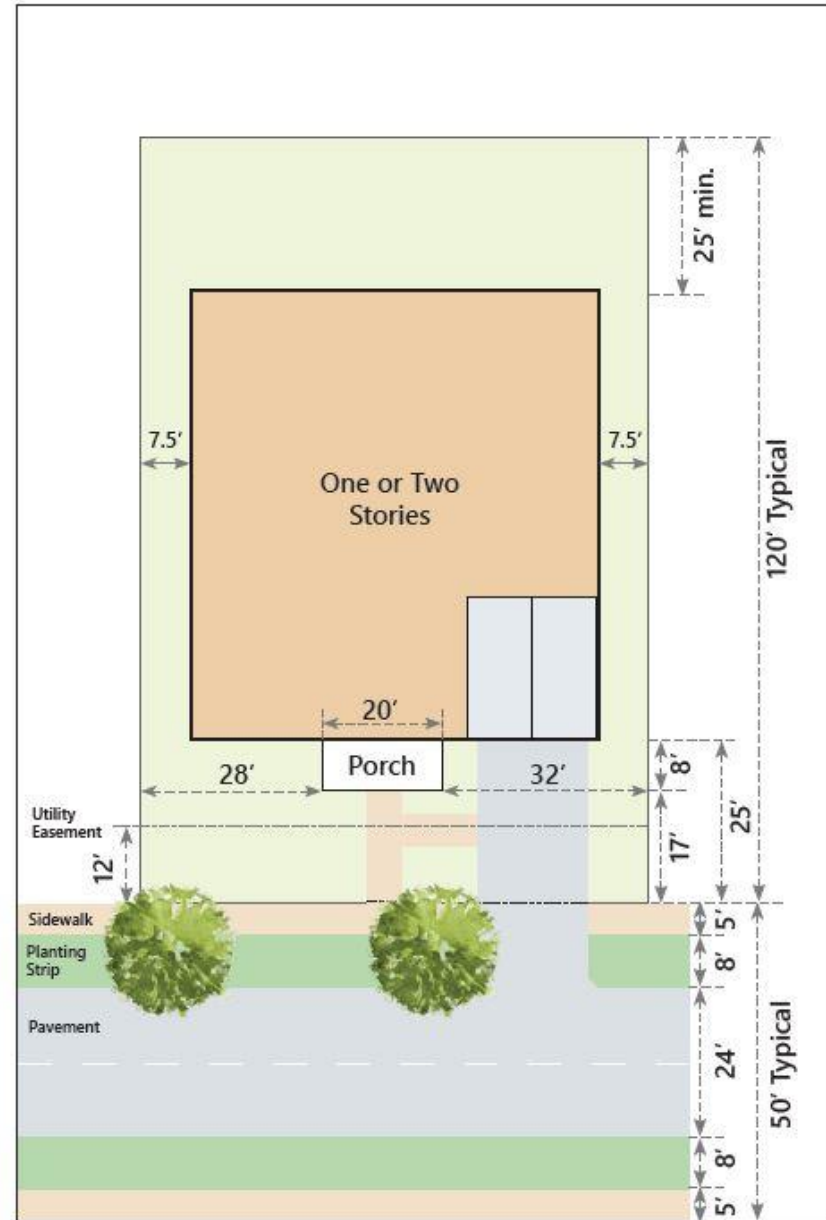 25' min.
7.5'
7.5'
One or Two
Stories
120' Typical
20'
Porch
28'
32'
8'
25'
17'
Utility
Easement
12'
Sidewalk
5'
Planting
Strip
8'
Pavement
24'
50' Typical
8'
5'